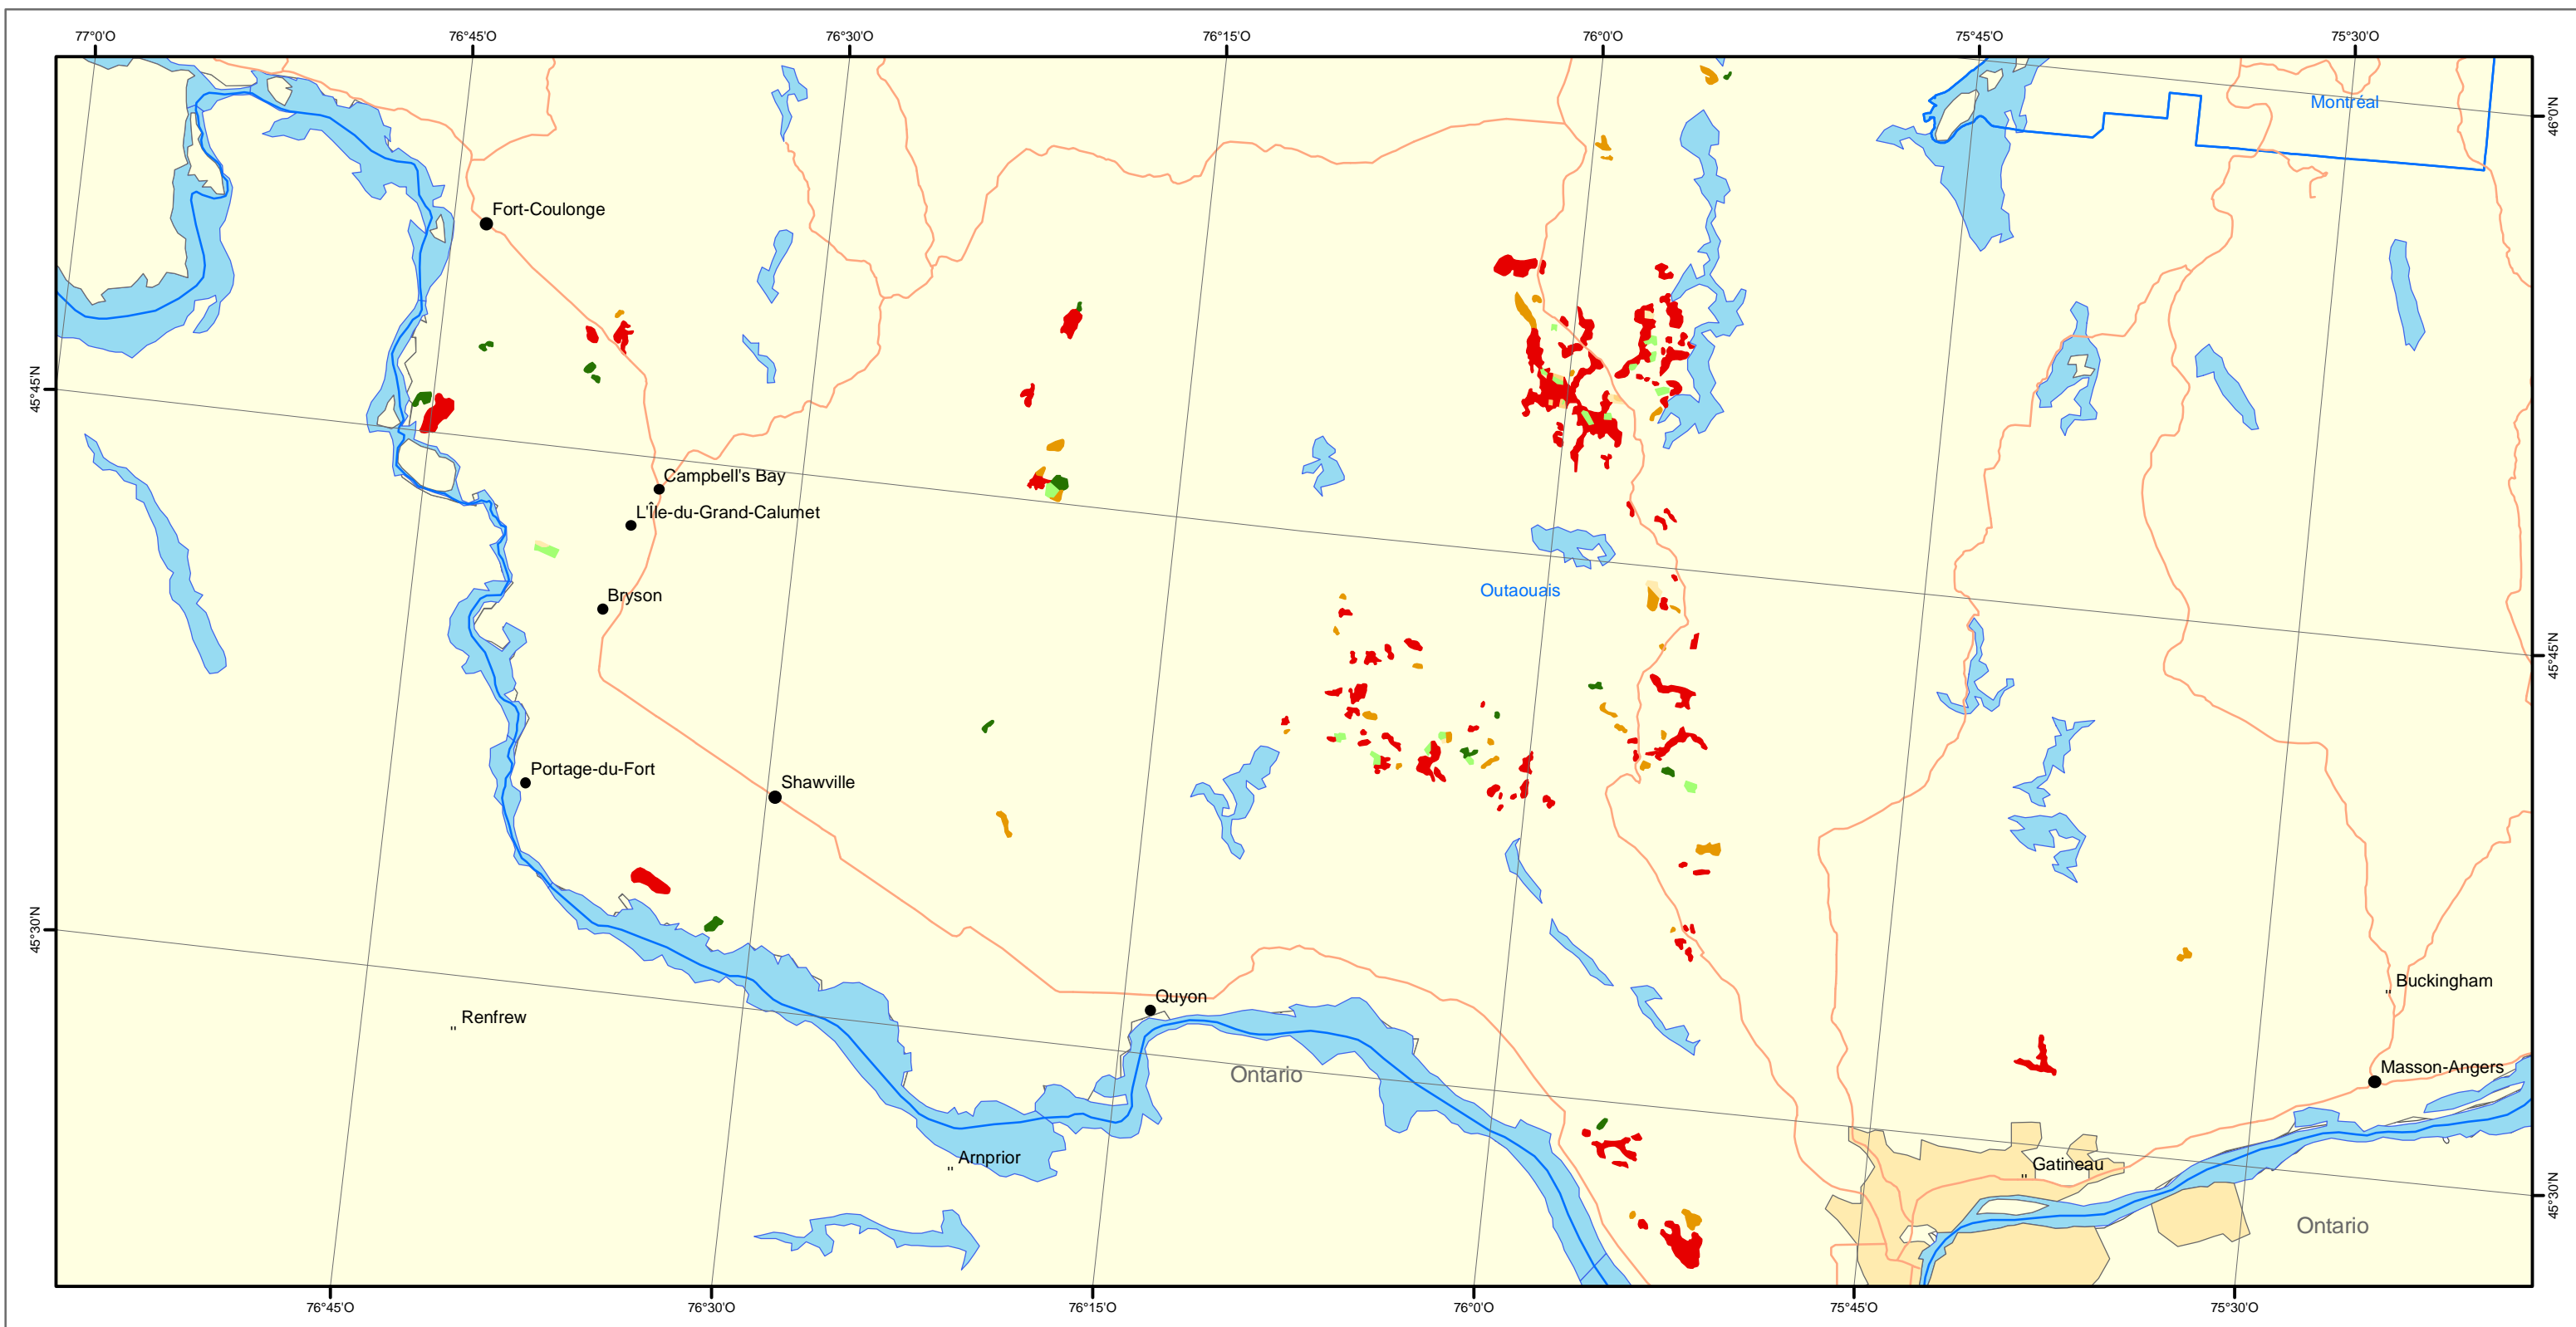 77°0'O
76°45'O
76°30'O
76°15'O
76°0'O
75°45'O
75°30'O
Montréal
46°0'N
Fort-Coulonge
45°45'N
Campbell's Bay
L'Île-du-Grand-Calumet
Bryson
Outaouais
45°45'N
Portage-du-Fort
Shawville
45°30'N
Buckingham
Quyon
Renfrew
Ontario
Masson-Angers
Arnprior
Gatineau
45°30'N
Ontario
76°45'O
76°30'O
76°15'O
76°0'O
75°45'O
75°30'O